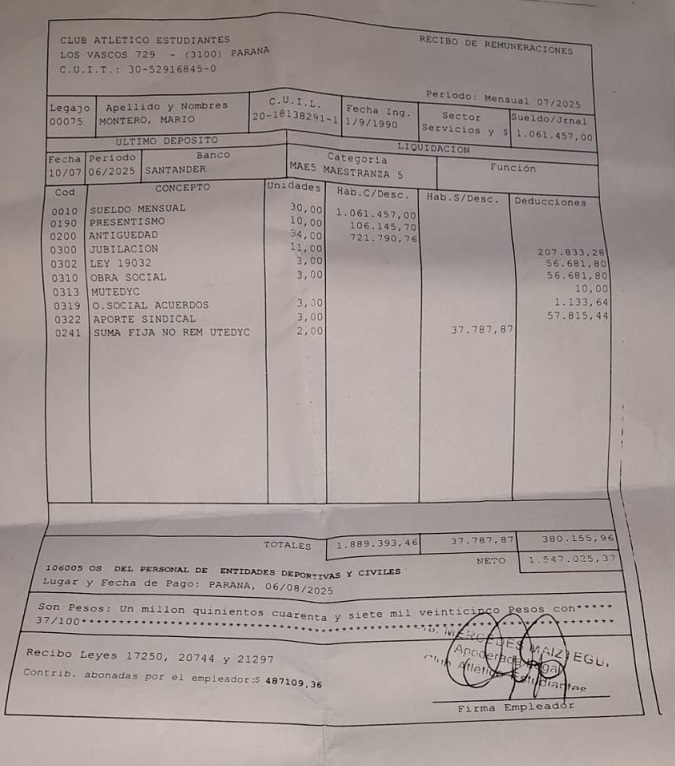 CLUB ATLETICO ESTUDIANTES
LOS VASCOS 729 - (3100) PARANA
C.U.I.T.: 30-52916845-0
RECIBO DE REMUNERACIONES
Periodo: Mensual 07/2025
Legajo Apellido y Nombres C.U.I.L. Fecha Ing. Sector Sueldo/Jrnal
00075 MONTERO, MARIO 20-18138291-1 1/9/1990 Servicios y $ 1.061.457,00
ULTIMO DEPOSITO LIQUIDACION
Fecha Periodo Banco Categoria Función
10/07 06/2025 SANTANDER MAE5 MAESTRANZA 5
Cod CONCEPTO Unidades Hab.C/Desc. Hab.S/Desc. Deducciones
0010 SUELDO MENSUAL 30,00 1.061.457,00
0190 PRESENTISMO 10,00 106.145,70
0200 ANTIGUEDAD 34,00 721.790,76
0300 JUBILACION 11,00 207.833,28
0302 LEY 19032 3,00 56.681,80
0310 OBRA SOCIAL 3,00 56.681,80
0313 MUTEDYC 10,00
0319 O.SOCIAL ACUERDOS 3,00 1.133,64
0322 APORTE SINDICAL 3,00 57.815,44
0241 SUMA FIJA NO REM UTEDYC 2,00 37.787,87
TOTALES 1.889.393,46 37.787,87 380.155,96
NETO 1.547.025,37
106005 OS DEL PERSONAL DE ENTIDADES DEPORTIVAS Y CIVILES
Lugar y Fecha de Pago: PARANA, 06/08/2025
Son Pesos: Un millon quinientos cuarenta y siete mil veinticinco Pesos con*****
37/100
Recibo Leyes 17250, 20744 y 21297
Contrib. abonadas por el empleador:$ 487109,36
MERCEDES MAIZTEGUI
Apoderada Legal
Club Atlético Estudiantes
Firma Empleador